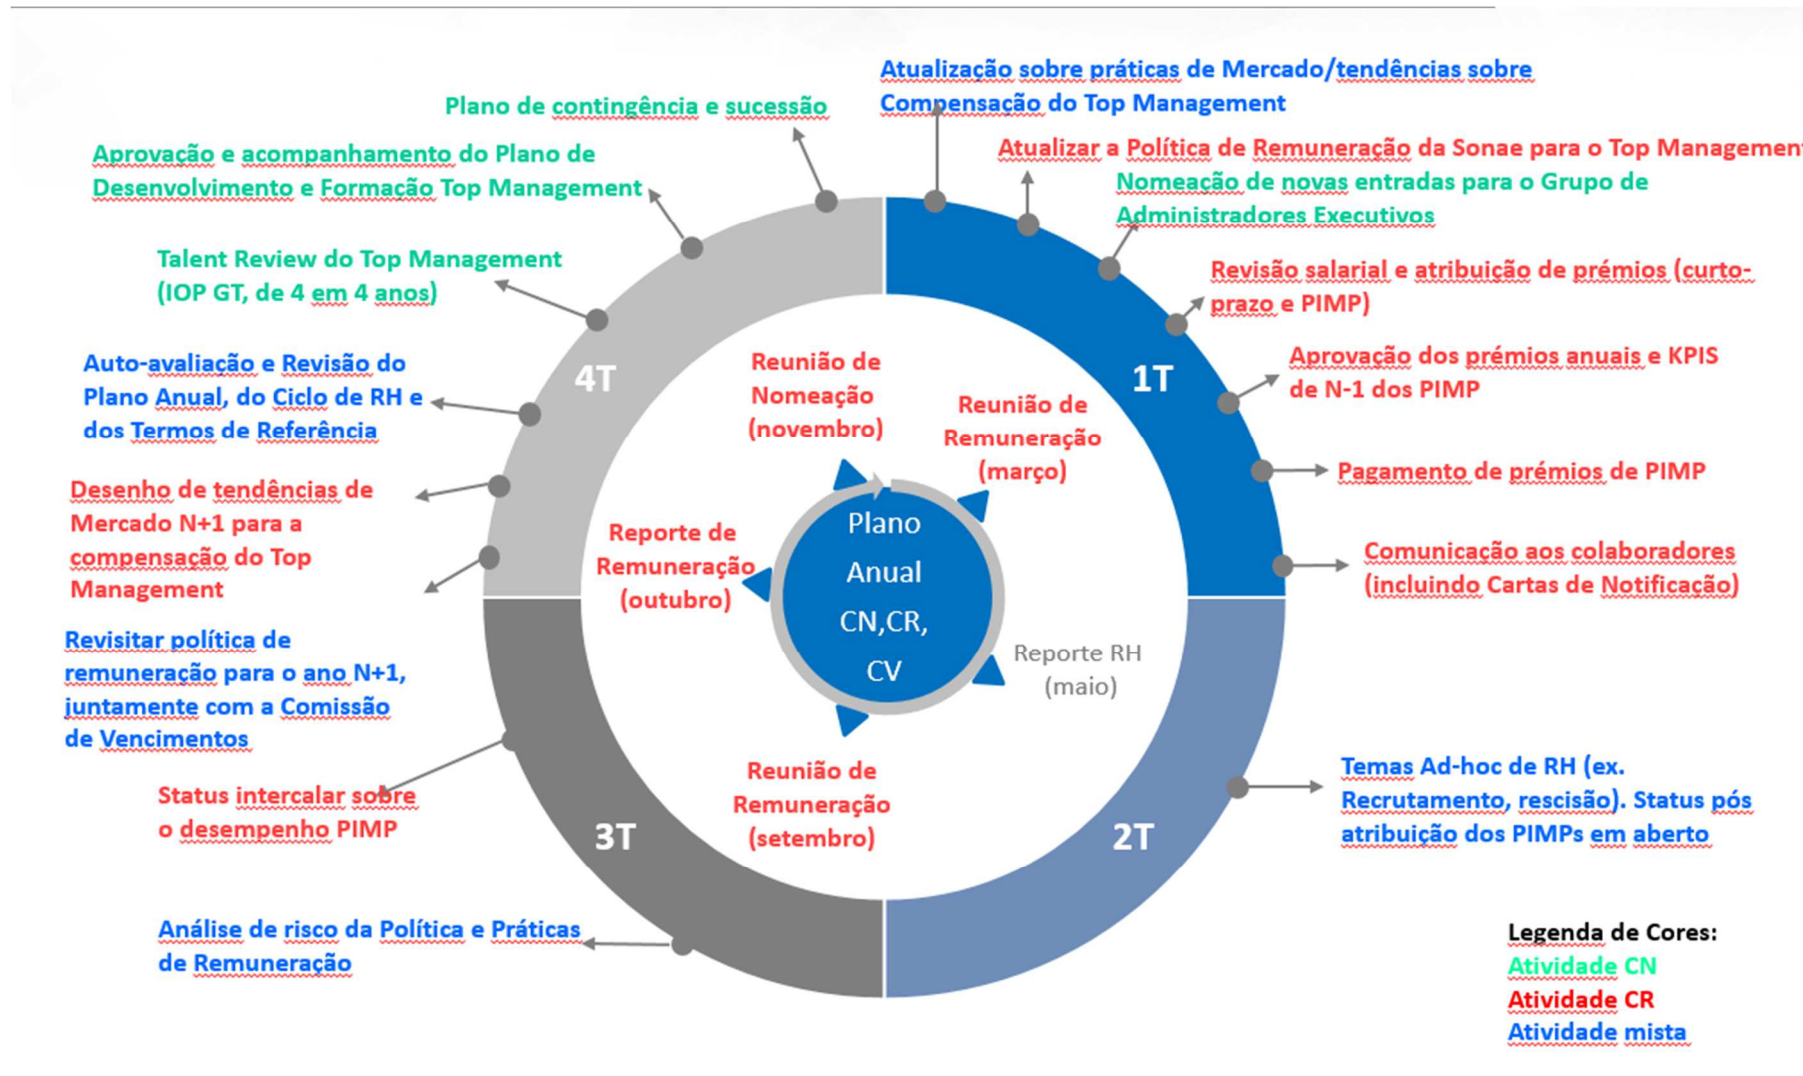 Atualização sobre práticas de Mercado/tendências sobre
Compensação do Top Management
Atualizar a Política de Remuneração da Sonae para o Top Management
Nomeação de novas entradas para o Grupo de
Administradores Executivos
Revisão salarial e atribuição de prémios (curto-
prazo e PIMP)
Aprovação dos prémios anuais e KPIS
de N-1 dos PIMP
Pagamento de prémios de PIMP
Comunicação aos colaboradores
(incluindo Cartas de Notificação)
Temas Ad-hoc de RH (ex.
Recrutamento, rescisão). Status pós
atribuição dos PIMPs em aberto
Plano de contingência e sucessão
Aprovação e acompanhamento do Plano de
Desenvolvimento e Formação Top Management
Talent Review do Top Management
(IOP GT, de 4 em 4 anos)
Auto-avaliação e Revisão do
Plano Anual, do Ciclo de RH e
dos Termos de Referência
Desenho de tendências de
Mercado N+1 para a
compensação do Top
Management
Revisitar política de
remuneração para o ano N+1,
juntamente com a Comissão
de Vencimentos
Status intercalar sobre
o desempenho PIMP
Análise de risco da Política e Práticas
de Remuneração
4T
1T
3T
2T
Reunião de
Nomeação
(novembro)
Reunião de
Remuneração
(março)
Reporte de
Remuneração
(outubro)
Reporte RH
(maio)
Reunião de
Remuneração
(setembro)
Plano
Anual
CN,CR,
CV
Legenda de Cores:
Atividade CN
Atividade CR
Atividade mista